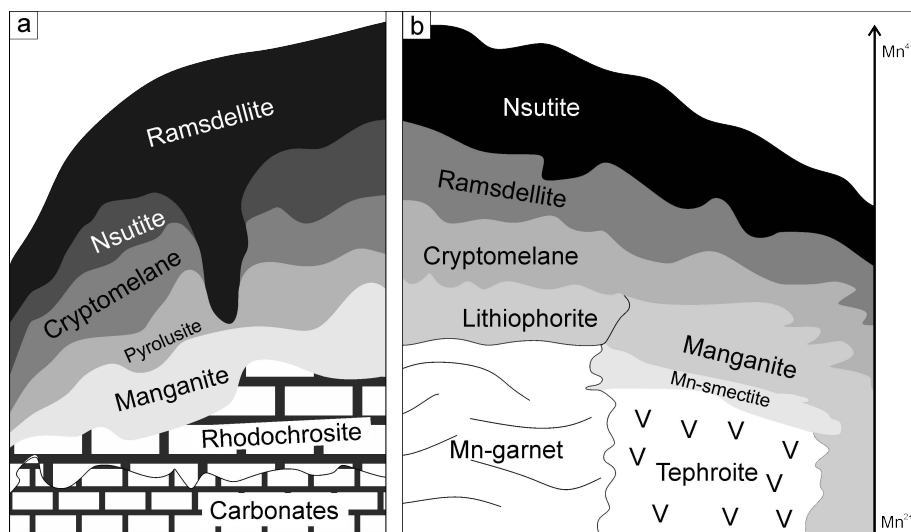 a
Ramsdellite
Nsutite
Cryptomelane
Pyrolusite
Manganite
Rhodochrosite
Carbonates
b
Nsutite
Ramsdellite
Cryptomelane
Lithiophorite
Manganite
Mn-smectite
Mn-garnet
Tephroite
V V V
V V
V
V V V
Mn⁴
Mn²⁺